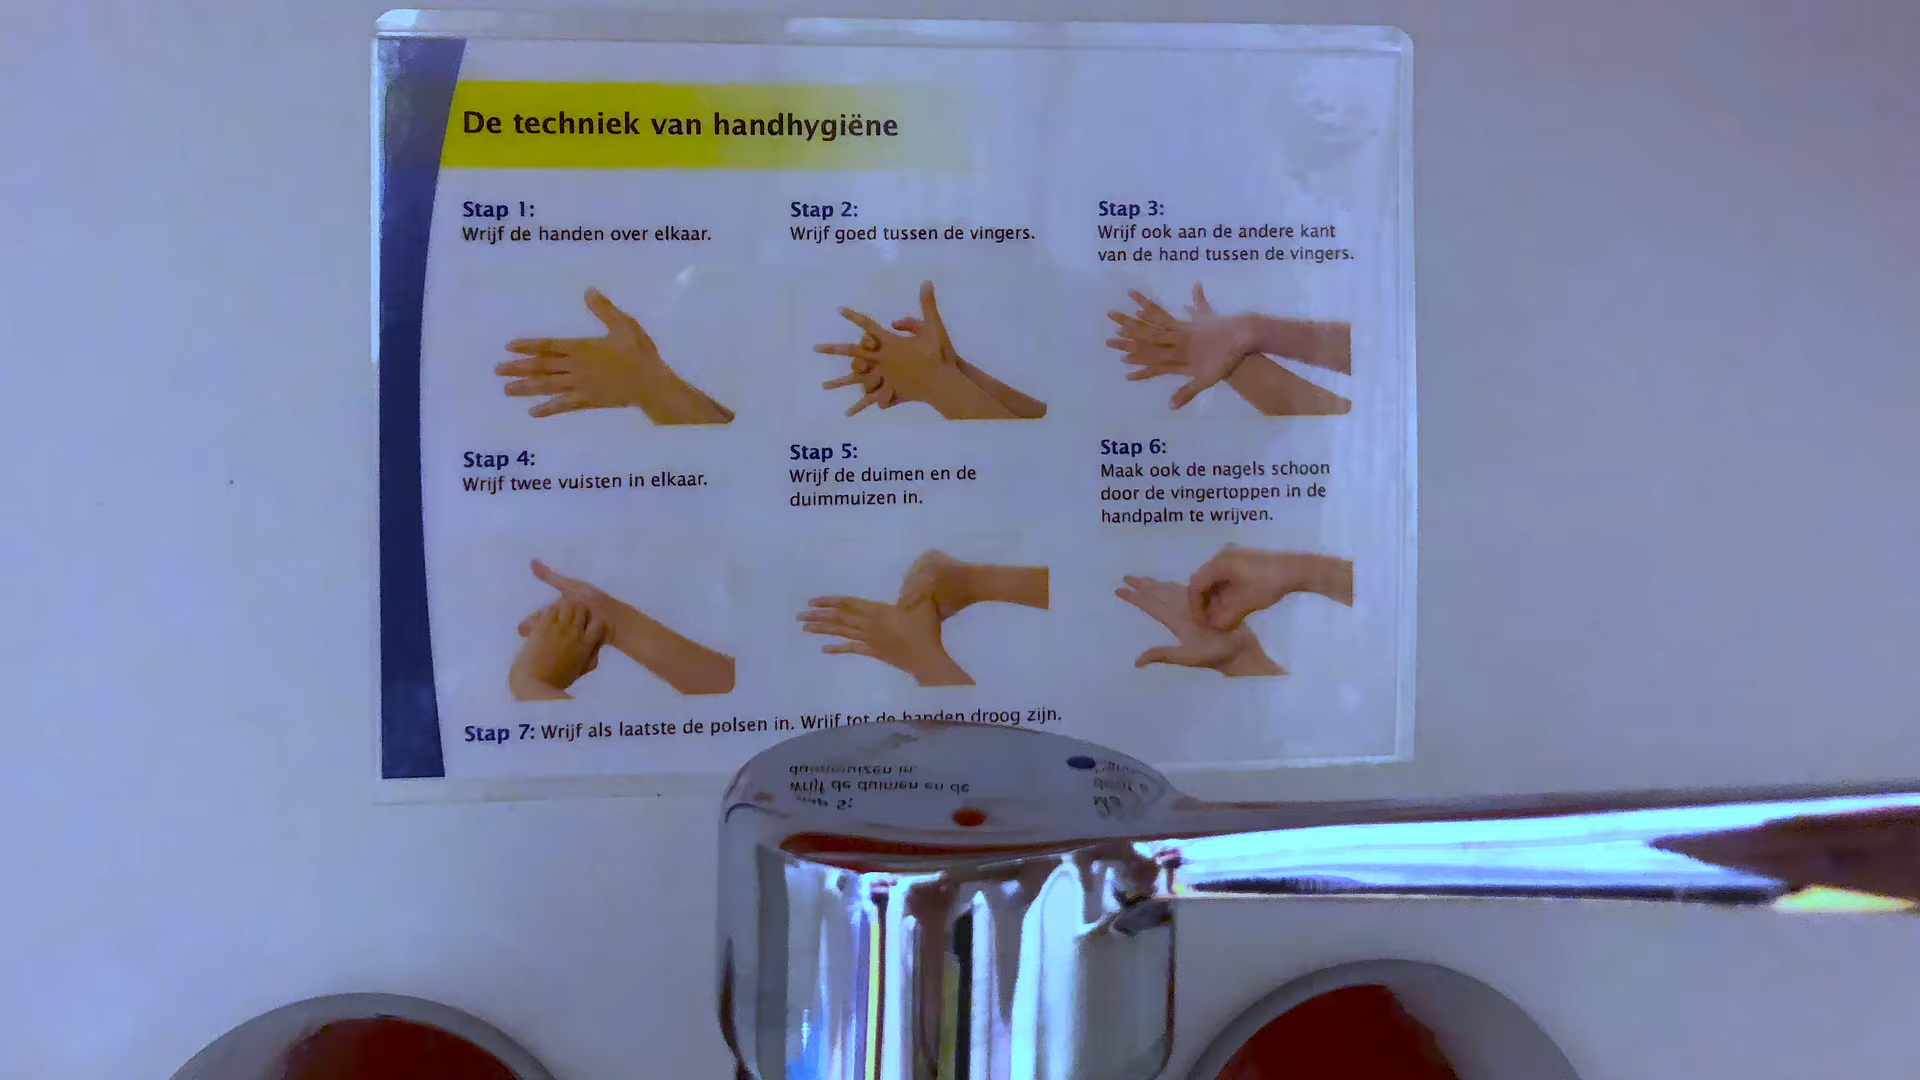 De techniek van handhygiëne
Stap 1:
Wrijf de handen over elkaar.
Stap 2:
Wrijf goed tussen de vingers.
Stap 3:
Wrijf ook aan de andere kant
van de hand tussen de vingers.
Stap 4:
Wrijf twee vuisten in elkaar.
Stap 5:
Wrijf de duimen en de
duimmuizen in.
Stap 6:
Maak ook de nagels schoon
door de vingertoppen in de
handpalm te wrijven.
Stap 7: Wrijf als laatste de polsen in. Wrijf tot de handen droog zijn.